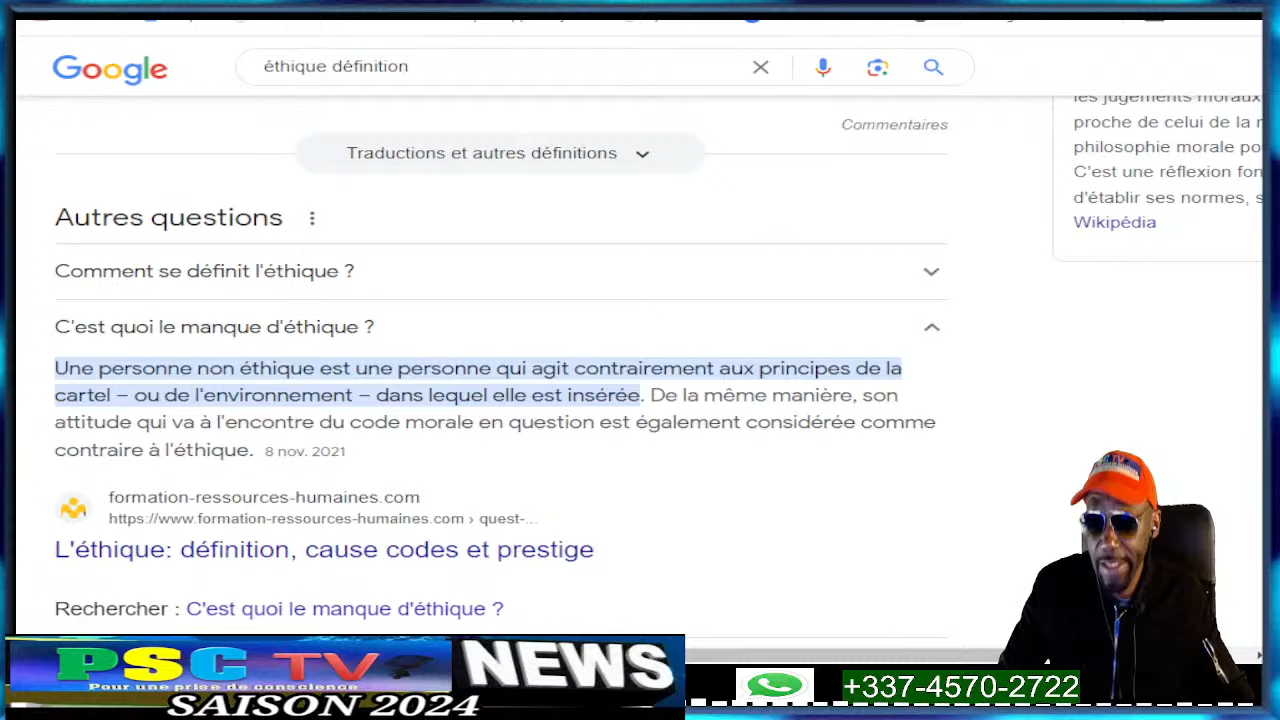 Google
éthique définition
les jugements moraux
Commentaires
proche de celui de la
Traductions et autres définitions
philosophie morale
C'est une réflexion
d'établir ses normes,
Wikipédia
Autres questions
Comment se définit l'éthique ?
C'est quoi le manque d'éthique ?
Une personne non éthique est une personne qui agit contrairement aux principes de la
cartel – ou de l'environnement – dans lequel elle est insérée. De la même manière, son
attitude qui va à l'encontre du code morale en question est également considérée comme
contraire à l'éthique. 8 nov. 2021
formation-ressources-humaines.com
https://www.formation-ressources-humaines.com › quest-...
L'éthique: définition, cause codes et prestige
Rechercher : C'est quoi le manque d'éthique ?
PSC TV NEWS
Pour une prise de conscience
SAISON 2024
+337-4570-2722